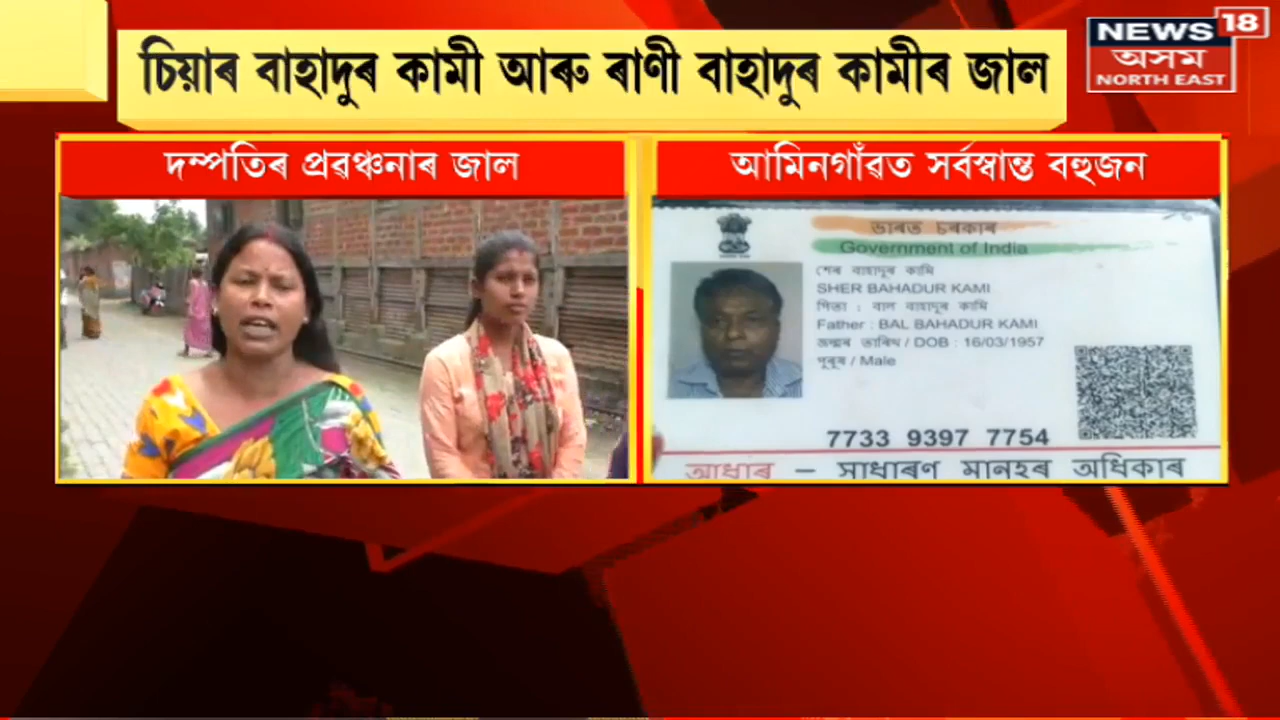 চিয়াৰ বাহাদুৰ কামী আৰু ৰাণী বাহাদুৰ কামীৰ জাল
NEWS 18
অসম
NORTH EAST
দম্পতিৰ প্ৰৱঞ্চনাৰ জাল
আমিনগাঁৱত সৰ্বস্বান্ত বহুজন
ভাৰত চৰকাৰ
Government of India
শেৰ বাহাদুৰ কামি
SHER BAHADUR KAMI
পিতা : বাল বাহাদুৰ কামি
Father : BAL BAHADUR KAMI
জন্মৰ তাৰিখ / DOB : 16/03/1957
পুৰুষ / Male
7733 9397 7754
আধাৰ – সাধাৰণ মানহৰ অধিকাৰ